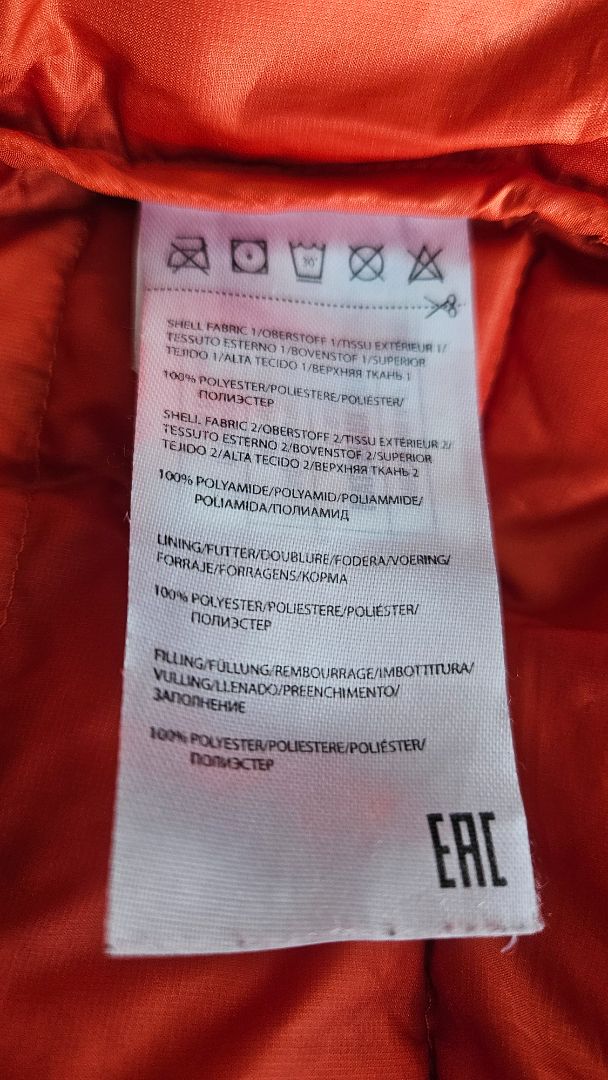 30°
SHELL FABRIC 1/OBERSTOFF 1/TISSU EXTÉRIEUR 1/
TESSUTO ESTERNO 1/BOVENSTOF 1/SUPERIOR
TEJIDO 1/ALTA TECIDO 1/ВЕРХНЯЯ ТКАНЬ 1
100% POLYESTER/POLIESTERE/POLIÉSTER/
ПОЛИЭСТЕР
SHELL FABRIC 2/OBERSTOFF 2/TISSU EXTÉRIEUR 2/
TESSUTO ESTERNO 2/BOVENSTOF 2/SUPERIOR
TEJIDO 2/ALTA TECIDO 2/ВЕРХНЯЯ ТКАНЬ 2
100% POLYAMIDE/POLYAMID/POLIAMMIDE/
POLIAMIDA/ПОЛИАМИД
LINING/FUTTER/DOUBLURE/FODERA/VOERING/
FORRAJE/FORRAGENS/КОРМА
100% POLYESTER/POLIESTERE/POLIÉSTER/
ПОЛИЭСТЕР
FILLING/FÜLLUNG/REMBOURRAGE/IMBOTTITURA/
VULLING/LLENADO/PREENCHIMENTO/
ЗАПОЛНЕНИЕ
100% POLYESTER/POLIESTERE/POLIÉSTER/
ПОЛИЭСТЕР
EAC